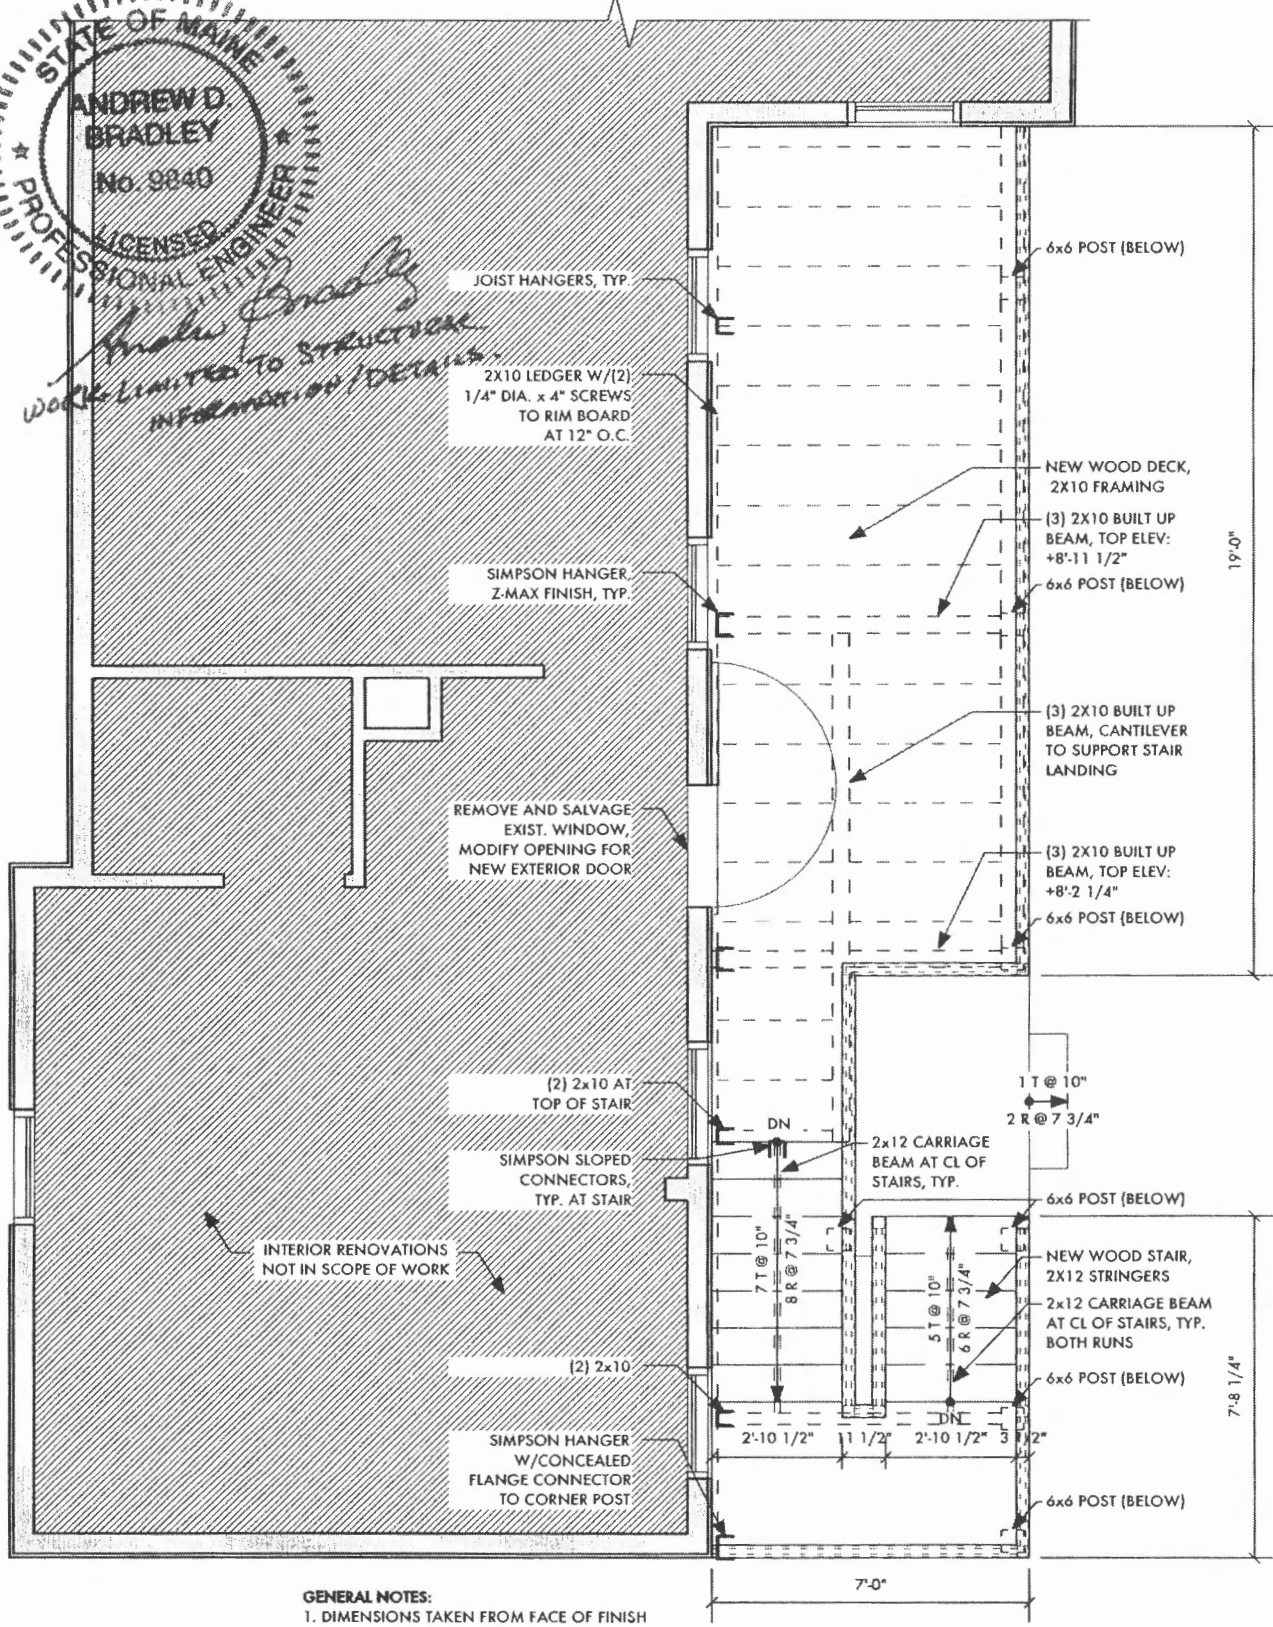 STATE OF MAINE
ANDREW D.
BRADLEY
No. 9840
LICENSED
PROFESSIONAL ENGINEER
Andrew Bradley
WORK LIMITED TO STRUCTURAL
INFORMATION/DETAILS.
JOIST HANGERS, TYP.
2X10 LEDGER W/(2)
1/4" DIA. x 4" SCREWS
TO RIM BOARD
AT 12" O.C.
SIMPSON HANGER,
Z-MAX FINISH, TYP.
REMOVE AND SALVAGE
EXIST. WINDOW,
MODIFY OPENING FOR
NEW EXTERIOR DOOR
(2) 2x10 AT
TOP OF STAIR
SIMPSON SLOPED
CONNECTORS,
TYP. AT STAIR
INTERIOR RENOVATIONS
NOT IN SCOPE OF WORK
(2) 2x10
SIMPSON HANGER
W/CONCEALED
FLANGE CONNECTOR
TO CORNER POST
6x6 POST (BELOW)
NEW WOOD DECK,
2X10 FRAMING
(3) 2X10 BUILT UP
BEAM, TOP ELEV:
+8'-11 1/2"
6x6 POST (BELOW)
(3) 2X10 BUILT UP
BEAM, CANTILEVER
TO SUPPORT STAIR
LANDING
(3) 2X10 BUILT UP
BEAM, TOP ELEV:
+8'-2 1/4"
6x6 POST (BELOW)
19'-0"
1 T @ 10"
2 R @ 7 3/4"
DN
2x12 CARRIAGE
BEAM AT CL OF
STAIRS, TYP.
7 T @ 10"
8 R @ 7 3/4"
5 T @ 10"
6 R @ 7 3/4"
6x6 POST (BELOW)
NEW WOOD STAIR,
2X12 STRINGERS
2x12 CARRIAGE BEAM
AT CL OF STAIRS, TYP.
BOTH RUNS
6x6 POST (BELOW)
7'-8 1/4"
DN
2'-10 1/2"
11 1/2"
2'-10 1/2"
3 1/2"
6x6 POST (BELOW)
7'-0"
GENERAL NOTES:
1. DIMENSIONS TAKEN FROM FACE OF FINISH